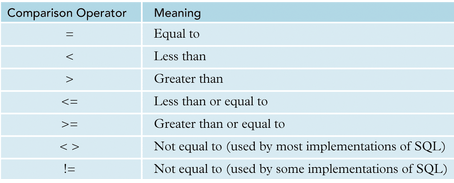 Comparison Operator Meaning
= Equal to
< Less than
> Greater than
<= Less than or equal to
>= Greater than or equal to
< > Not equal to (used by most implementations of SQL)
!= Not equal to (used by some implementations of SQL)